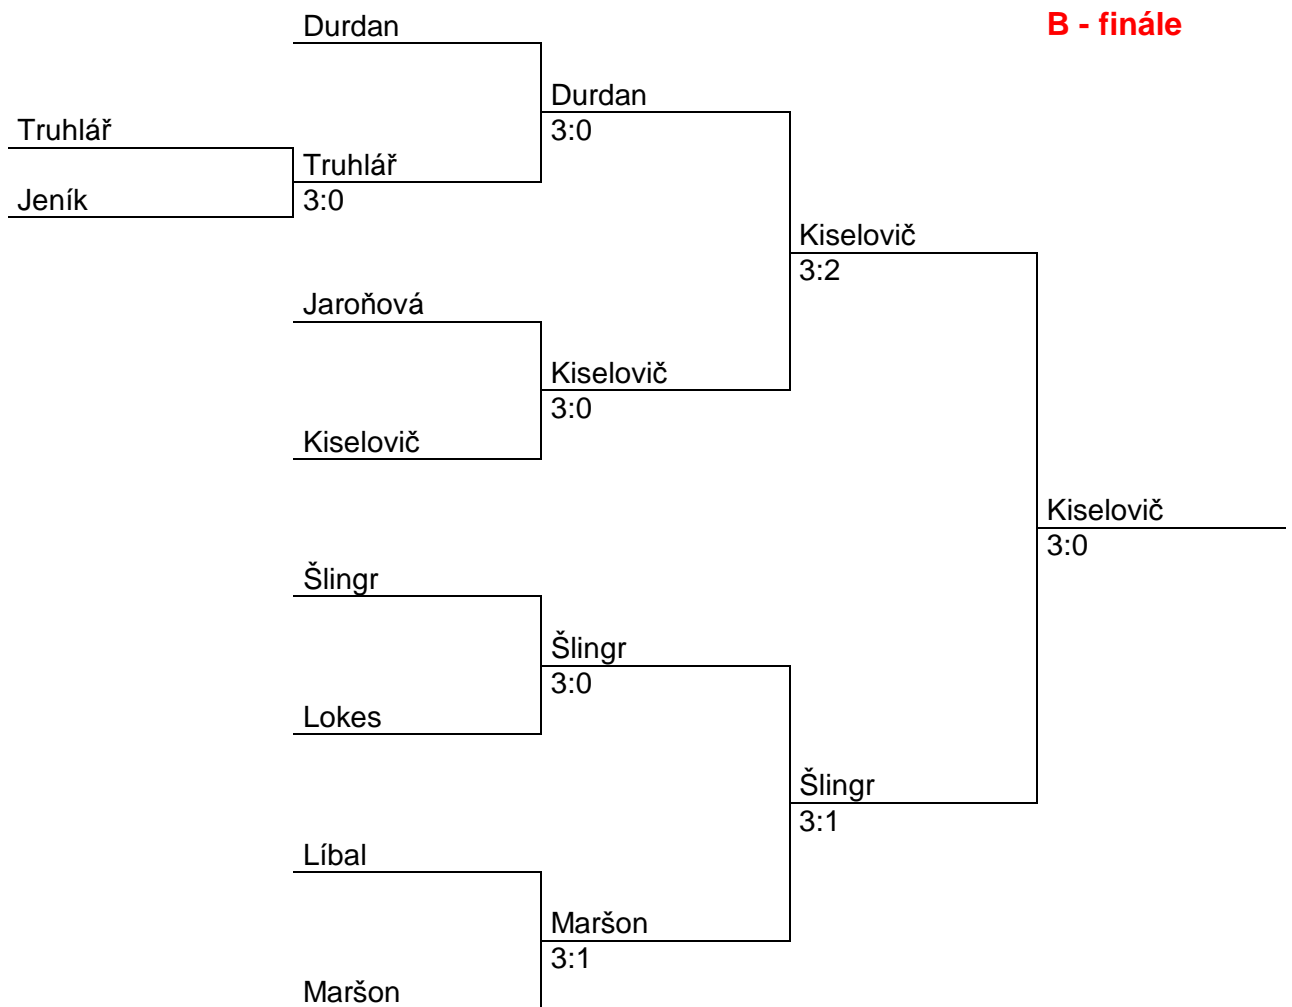 Durdan
B - finále
Durdan
Truhlář
3:0
Truhlář
Jeník
3:0
Kiselovič
3:2
Jaroňová
Kiselovič
3:0
Kiselovič
Kiselovič
3:0
Šlingr
Šlingr
3:0
Lokes
Šlingr
3:1
Líbal
Maršon
3:1
Maršon